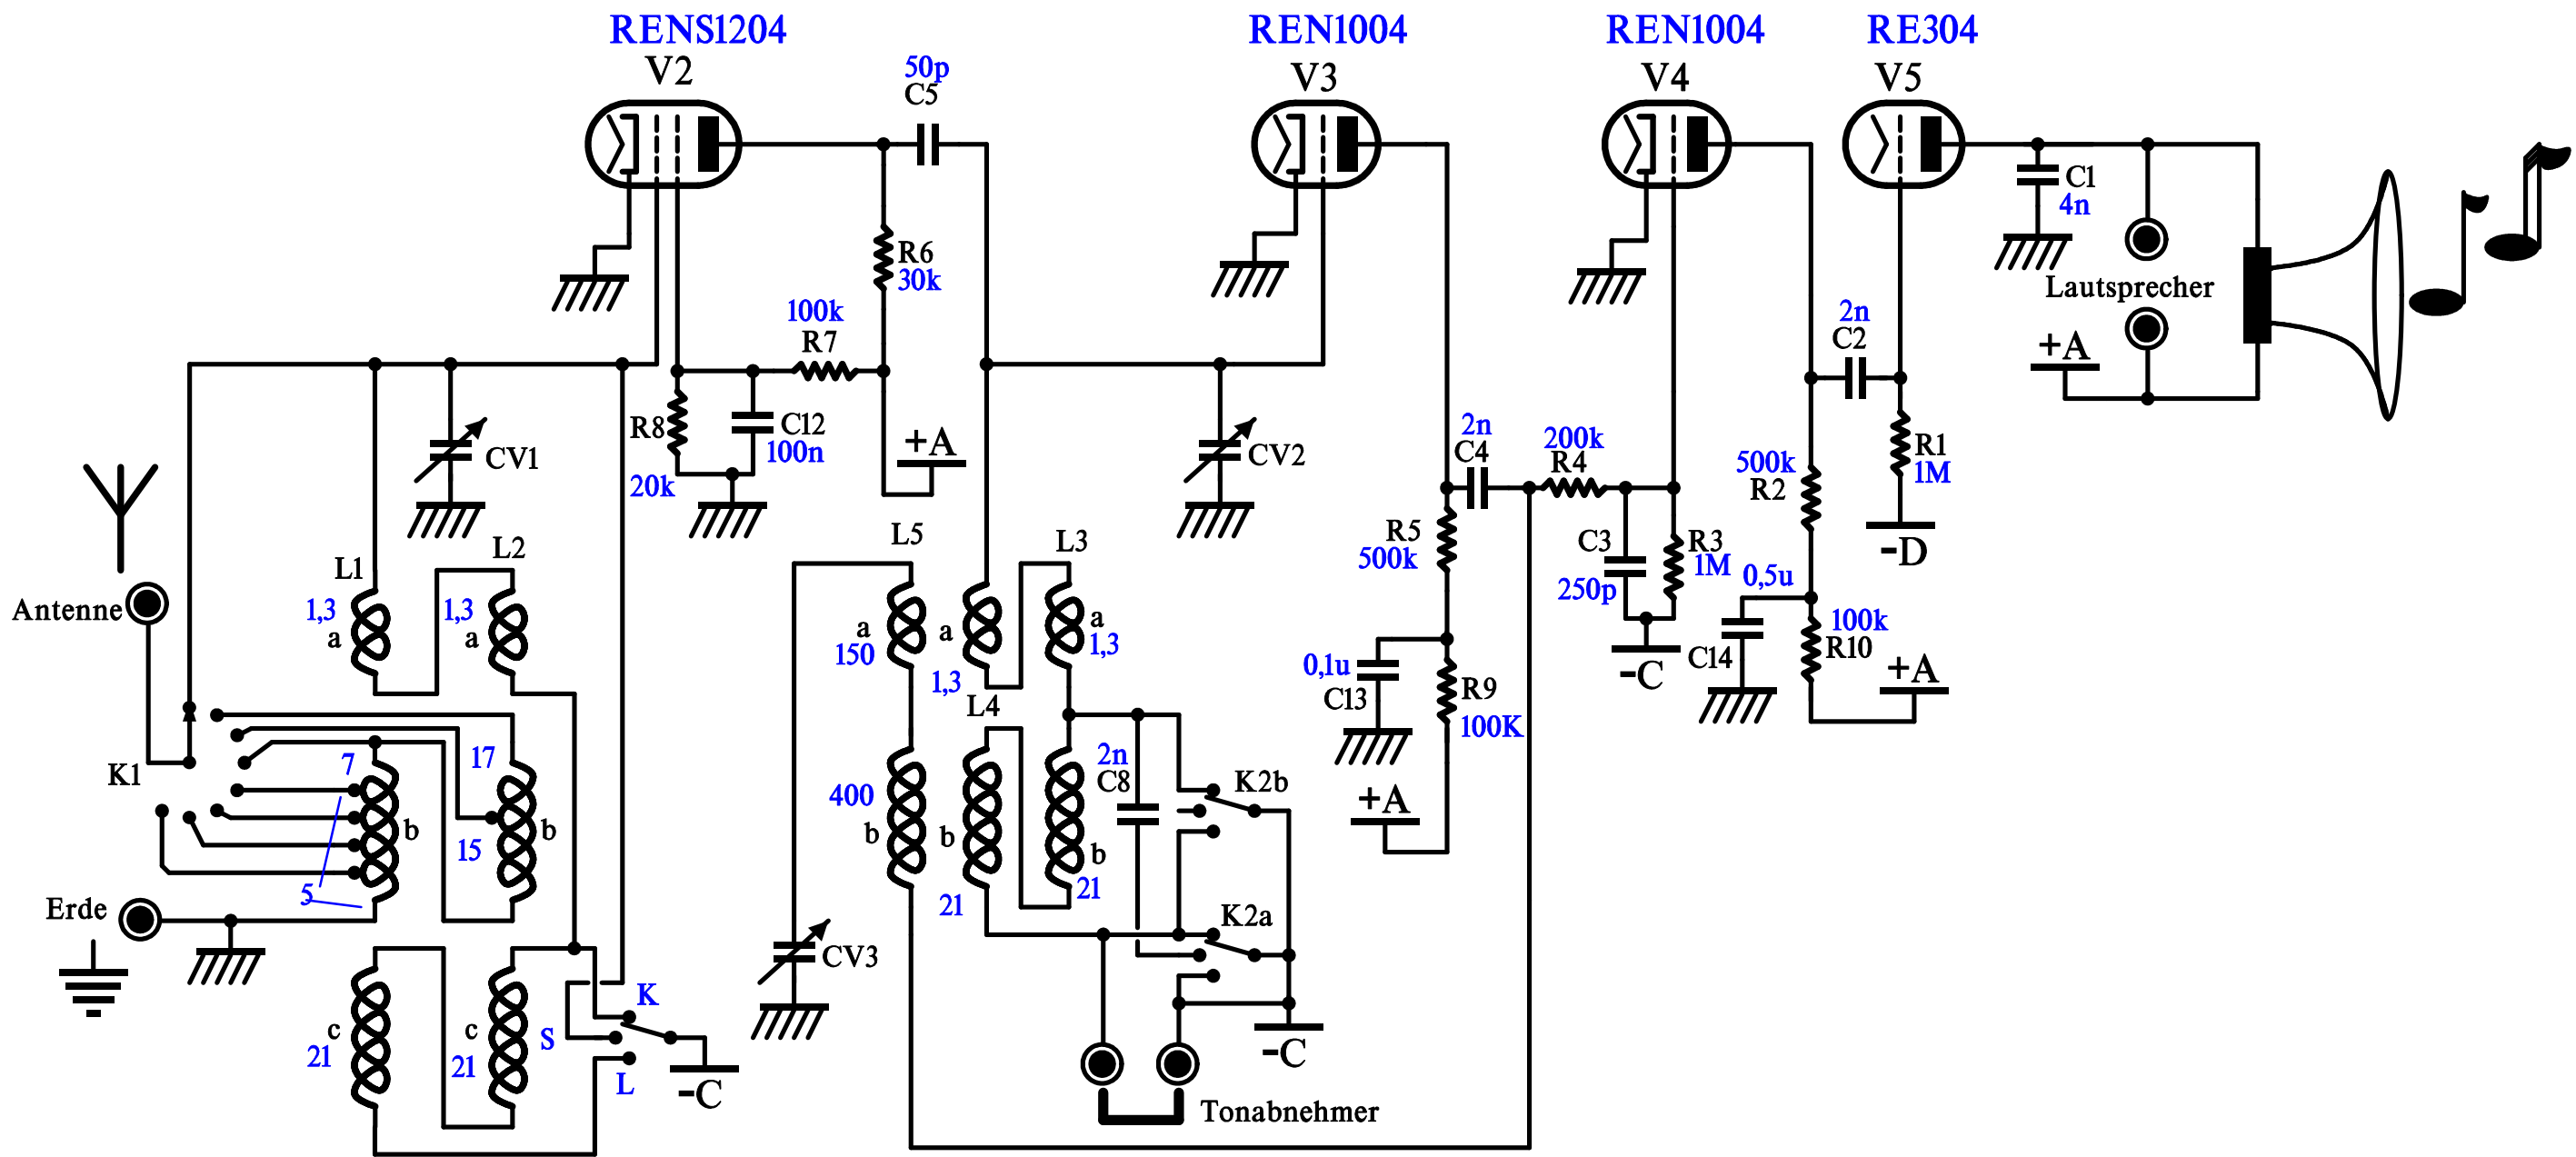 RENS1204
REN1004
REN1004
RE304
V2
V3
V4
V5
50p
C5
C1
4n
R6
30k
Lautsprecher
100k
R7
2n
C2
+A
R8
20k
C12
100n
+A
CV1
CV2
2n
C4
200k
R4
500k
R2
R1
1M
-D
L5
L3
L1
L2
R5
500k
C3
250p
R3
1M
0,5u
Antenne
1,3
a
1,3
a
a
150
a
1,3
a
1,3
100k
R10
C14
-C
0,1u
C13
R9
100K
+A
L4
K1
7
17
2n
C8
K2b
400
b
b
15
b
b
b
+A
5
21
21
Erde
K2a
CV3
c
21
c
21
K
S
L
-C
-C
Tonabnehmer